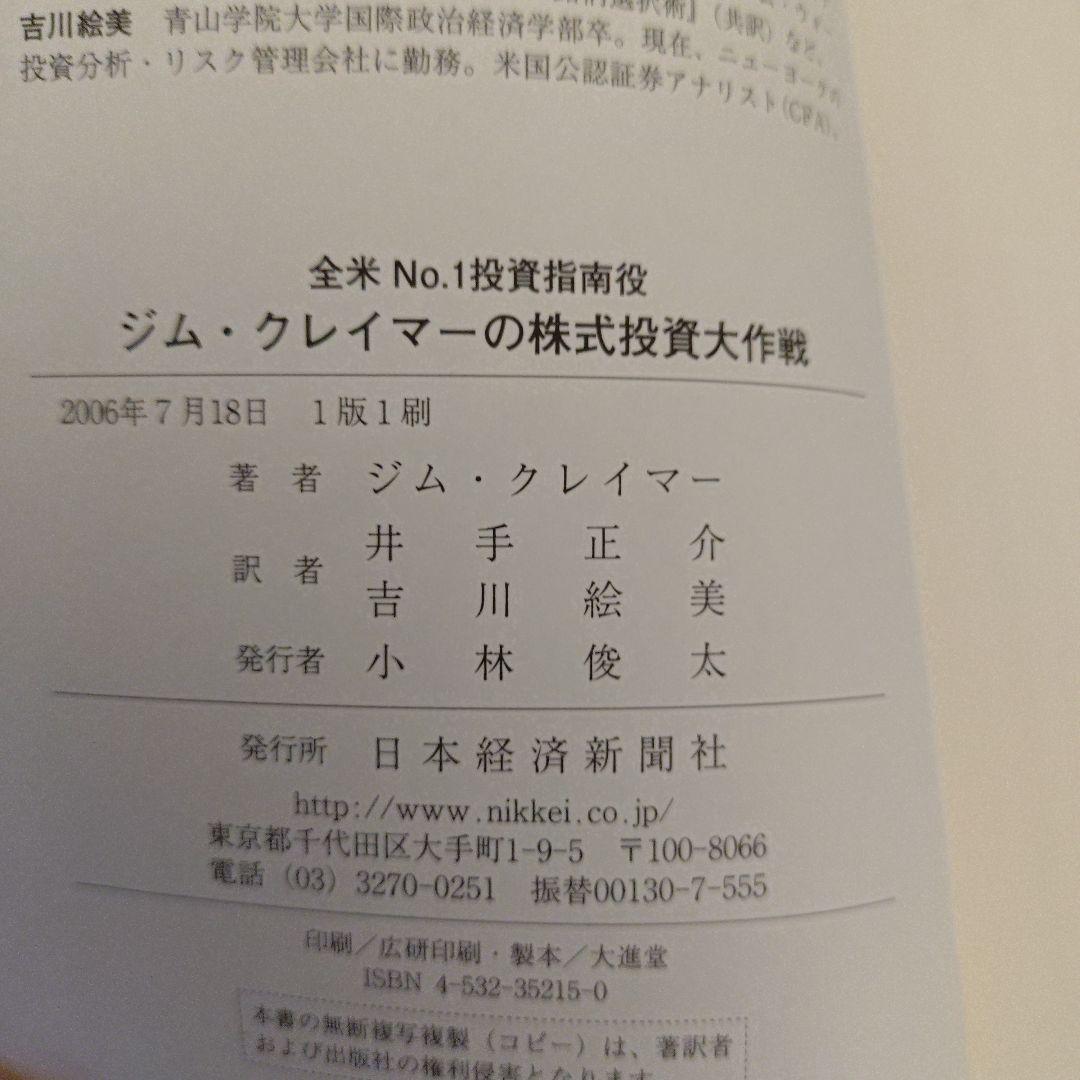 銘柄選択術』(共訳)など。
吉川絵美 青山学院大学国際政治経済学部卒。現在、ニューヨークの
投資分析・リスク管理会社に勤務。米国公認証券アナリスト(CFA)。
全米 No.1投資指南役
ジム・クレイマーの株式投資大作戦
2006年7月18日 1版1刷
著者 ジム・クレイマー
訳者 井手正介
吉川絵美
発行者 小林俊太
発行所 日本経済新聞社
http://www.nikkei.co.jp/
東京都千代田区大手町1-9-5 〒100-8066
電話 (03) 3270-0251 振替00130-7-555
印刷/広研印刷・製本/大進堂
ISBN 4-532-35215-0
本書の無断複写複製(コピー)は、著訳者
および出版社の権利侵害となります。